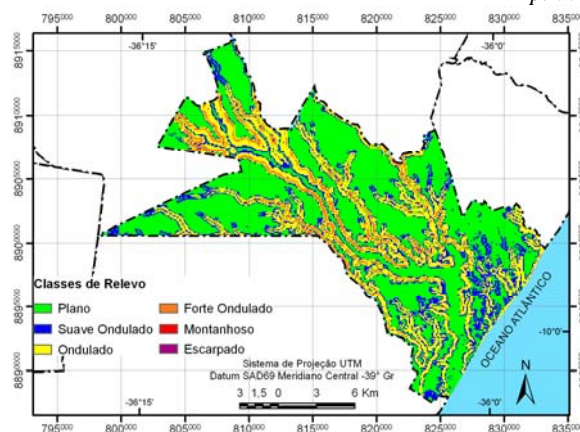 795000 800000 805000 810000 815000 820000 825000 830000 835000
-36°15' -36°0'
8915000
8910000
8905000
8900000
8895000
8890000
Classes de Relevo
Plano
Suave Ondulado
Ondulado
Forte Ondulado
Montanhoso
Escarpado
OCEANO ATLÂNTICO
-10°0'
Sistema de Projeção UTM
Datum SAD69 Meridiano Central -39° Gr
3 1,5 0 3 6 Km
N
-36°15' -36°0'
795000 800000 805000 810000 815000 820000 825000 830000 835000